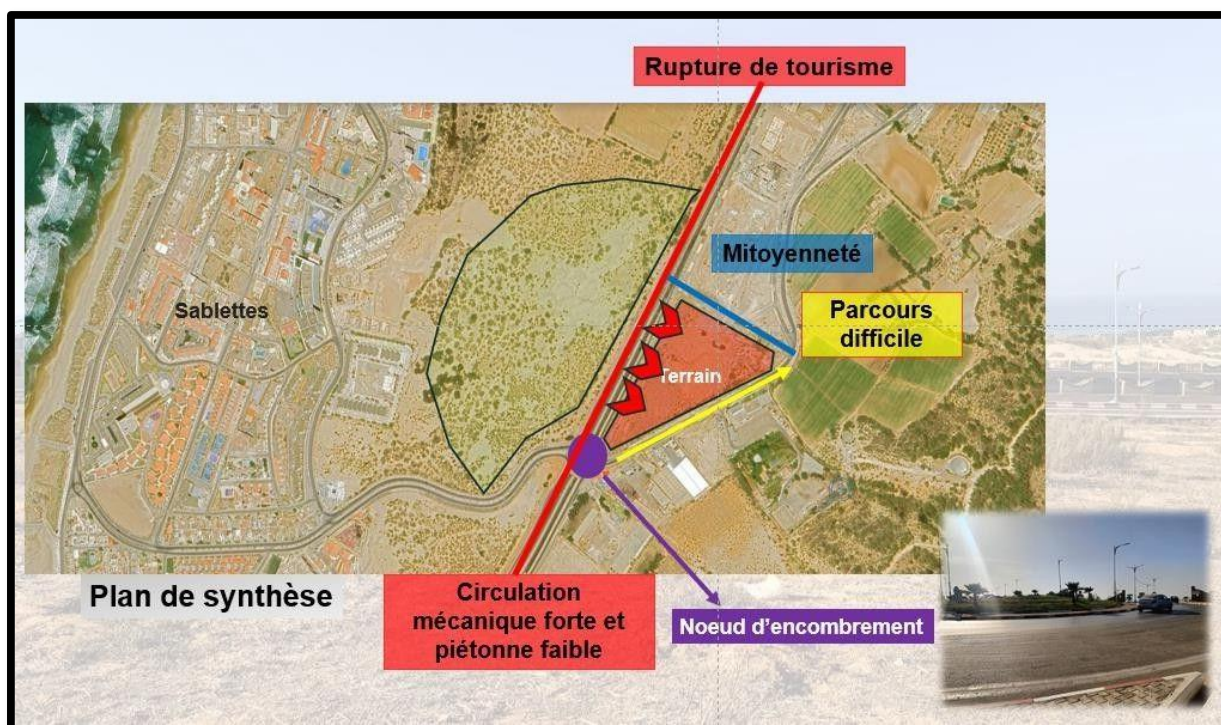 Rupture de tourisme
Mitoyenneté
Parcours
difficile
Sablettes
Terrain
Plan de synthèse
Circulation
mécanique forte et
piétonne faible
Noeud d'encombrement